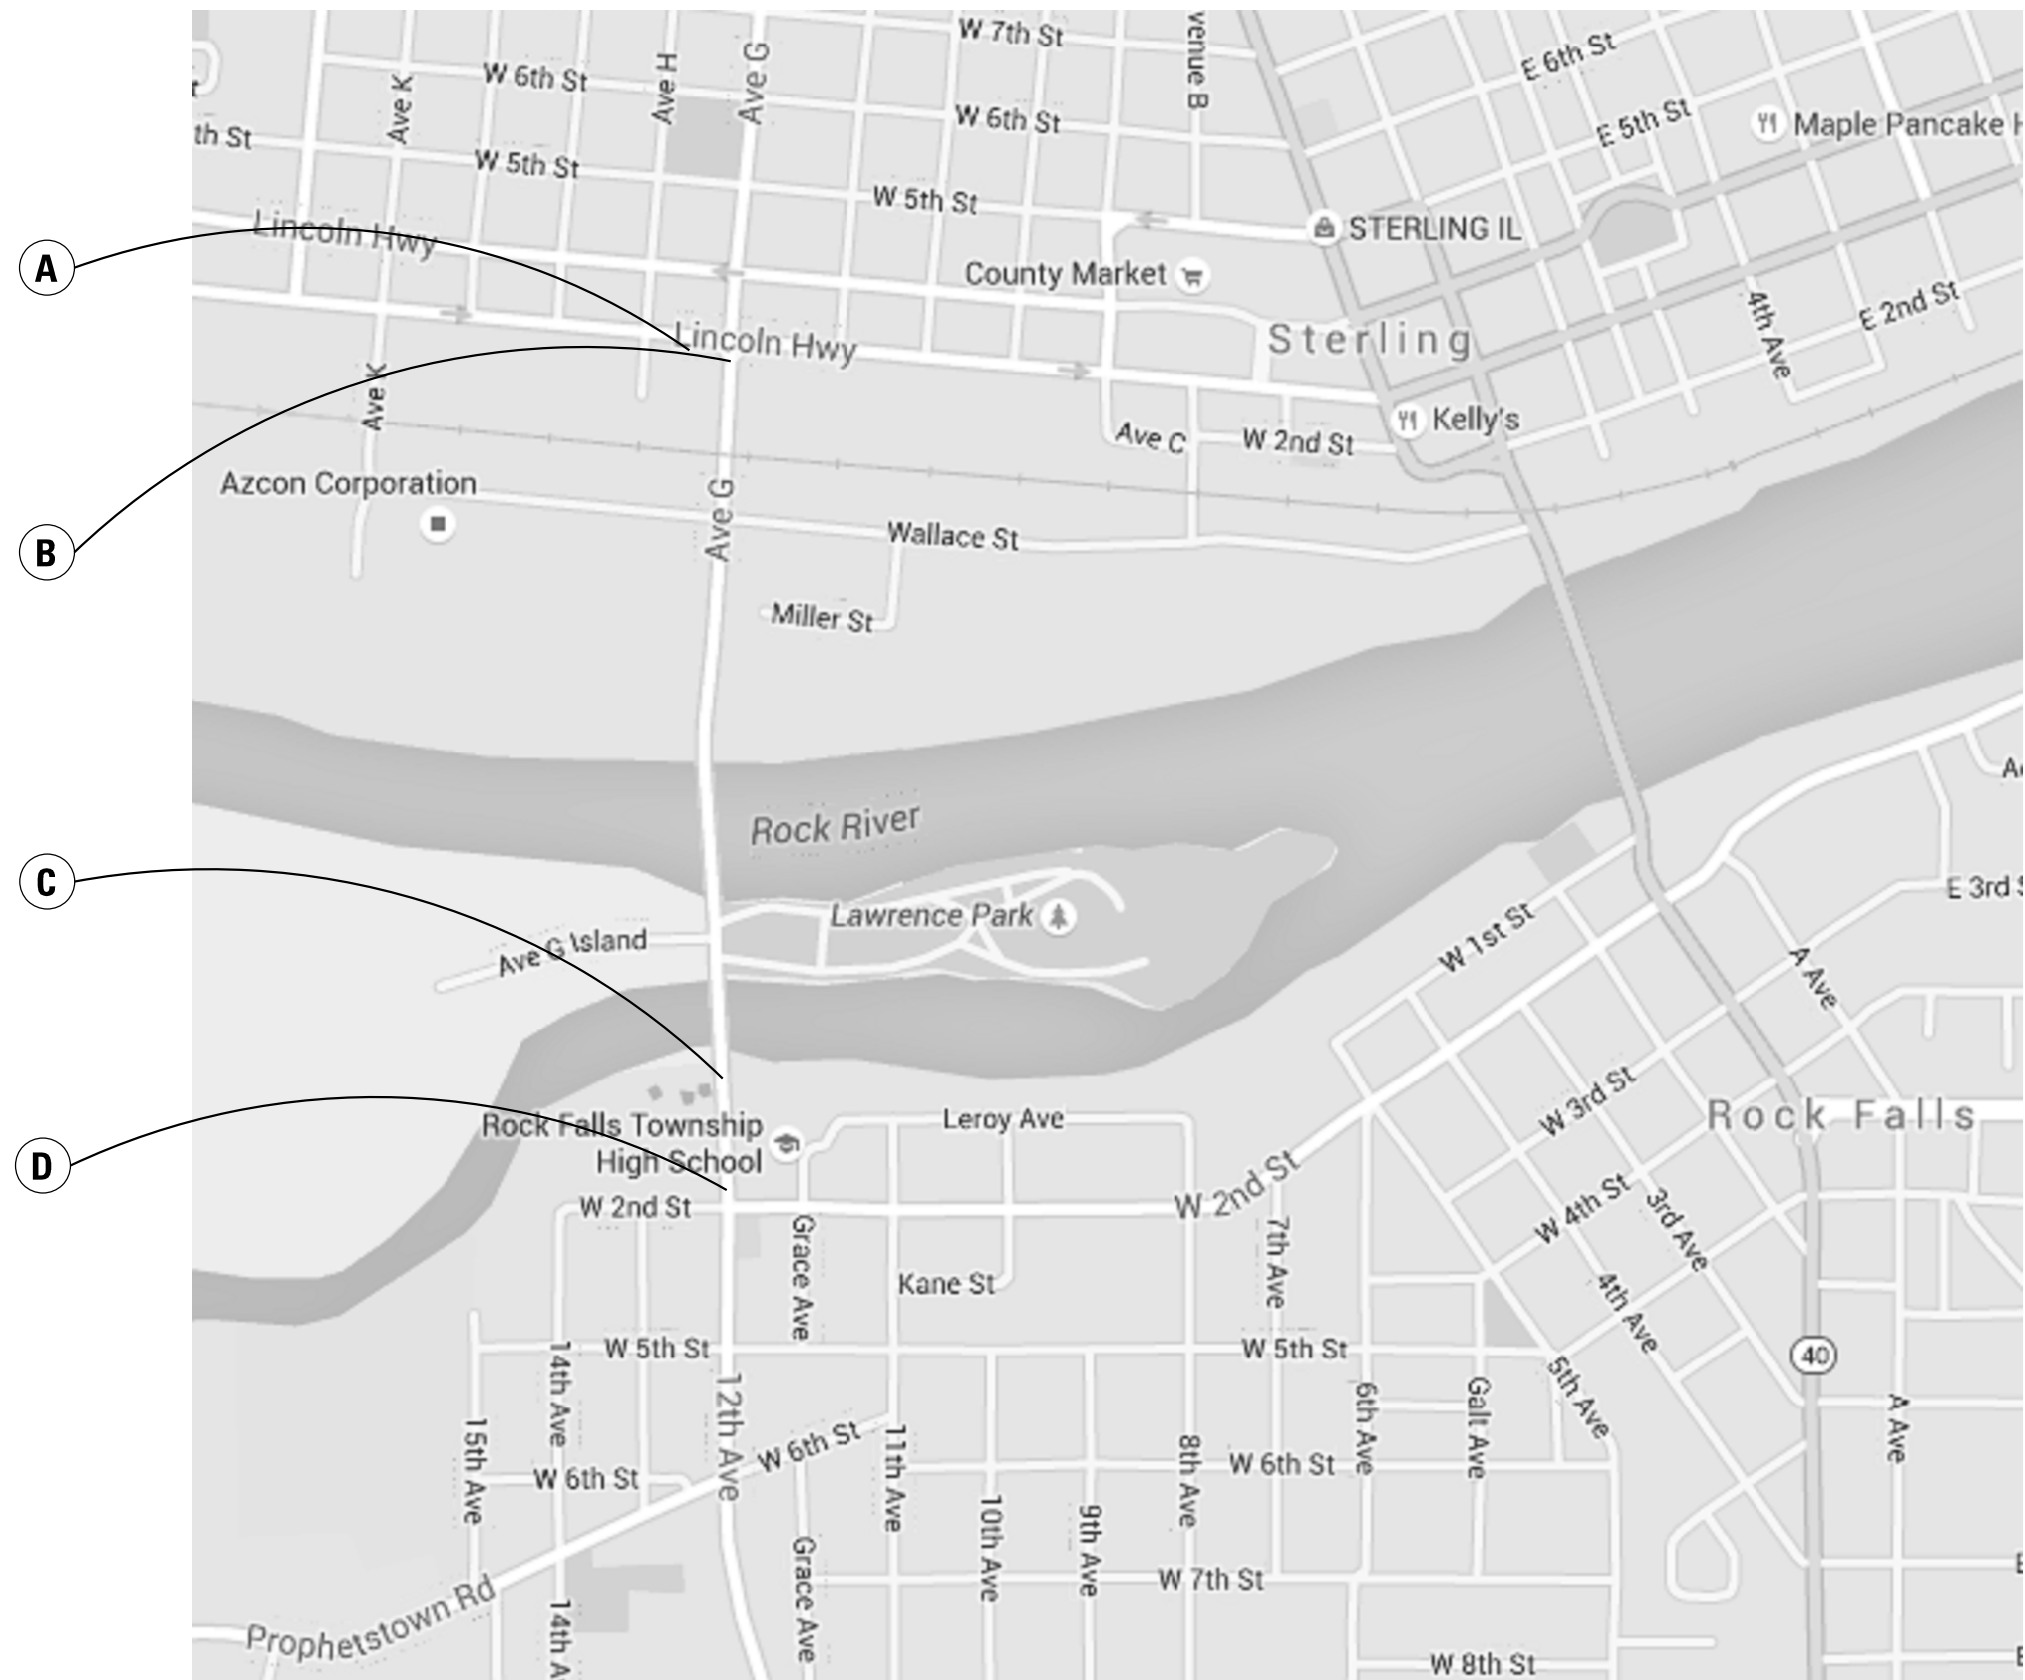 W 7th St
venue B
E 6th St
W 6th St
Ave H
Ave G
Ave K
W 6th St
E 5th St
Maple Pancake H
th St
W 5th St
W 5th St
STERLING IL
Lincoln Hwy
A
County Market
4th Ave
E 2nd St
Lincoln Hwy
Sterling
Ave K
Kelly's
Ave C
W 2nd St
Azcon Corporation
Ave G
Wallace St
B
Miller St
Rock River
C
E 3rd S
Lawrence Park
W 1st St
Ave G Island
A Ave
W 3rd St
Rock Falls Township
High School
Leroy Ave
Rock Falls
D
W 2nd St
W 2nd St
W 4th St
3rd Ave
Grace Ave
7th Ave
Kane St
4th Ave
W 5th St
W 5th St
40
14th Ave
12th Ave
6th Ave
Galt Ave
5th Ave
A Ave
15th Ave
W 6th St
11th Ave
8th Ave
W 6th St
W 6th St
10th Ave
9th Ave
Grace Ave
W 7th St
Prophetstown Rd
14th A
W 8th St